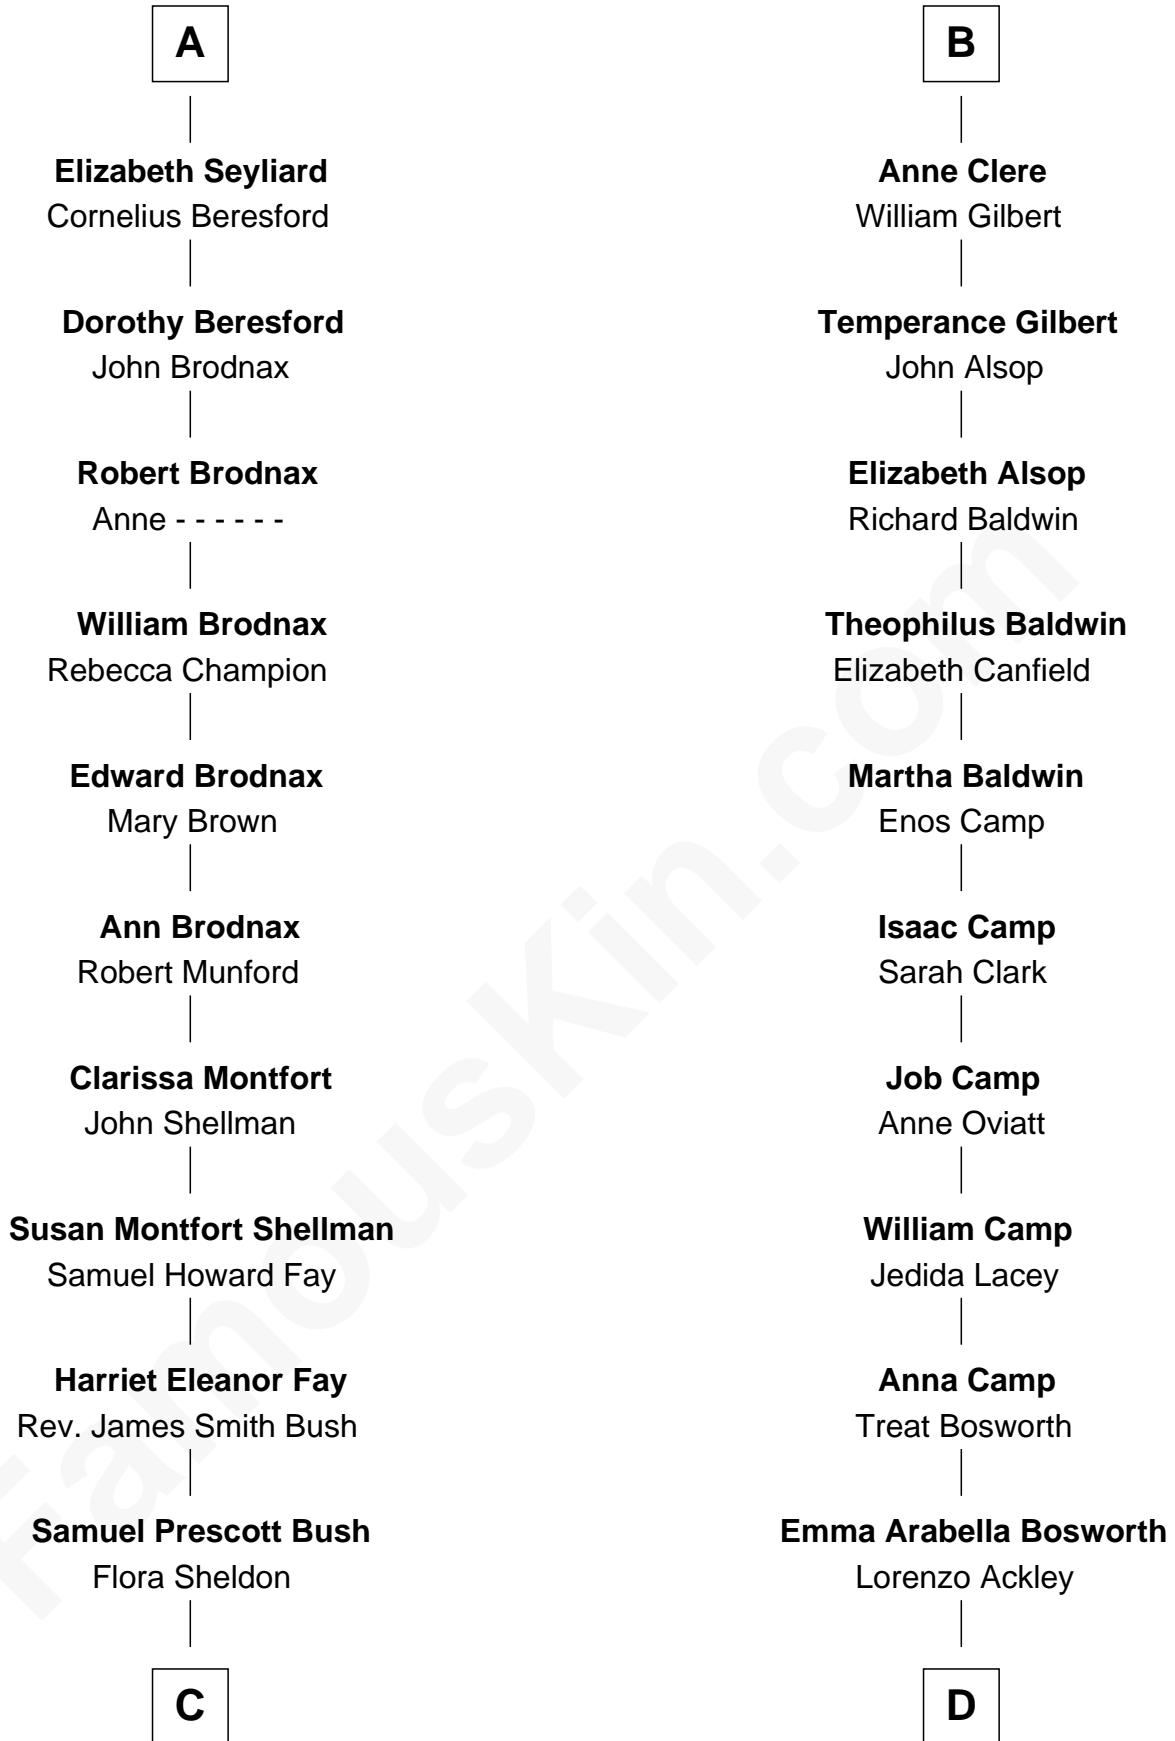 A
Elizabeth Seyliard
Cornelius Beresford
Dorothy Beresford
John Brodnax
Robert Brodnax
Anne - - - - - -
William Brodnax
Rebecca Champion
Edward Brodnax
Mary Brown
Ann Brodnax
Robert Munford
Clarissa Montfort
John Shellman
Susan Montfort Shellman
Samuel Howard Fay
Harriet Eleanor Fay
Rev. James Smith Bush
Samuel Prescott Bush
Flora Sheldon
C
B
Anne Clere
William Gilbert
Temperance Gilbert
John Alsop
Elizabeth Alsop
Richard Baldwin
Theophilus Baldwin
Elizabeth Canfield
Martha Baldwin
Enos Camp
Isaac Camp
Sarah Clark
Job Camp
Anne Oviatt
William Camp
Jedida Lacey
Anna Camp
Treat Bosworth
Emma Arabella Bosworth
Lorenzo Ackley
D
FamousKin.com